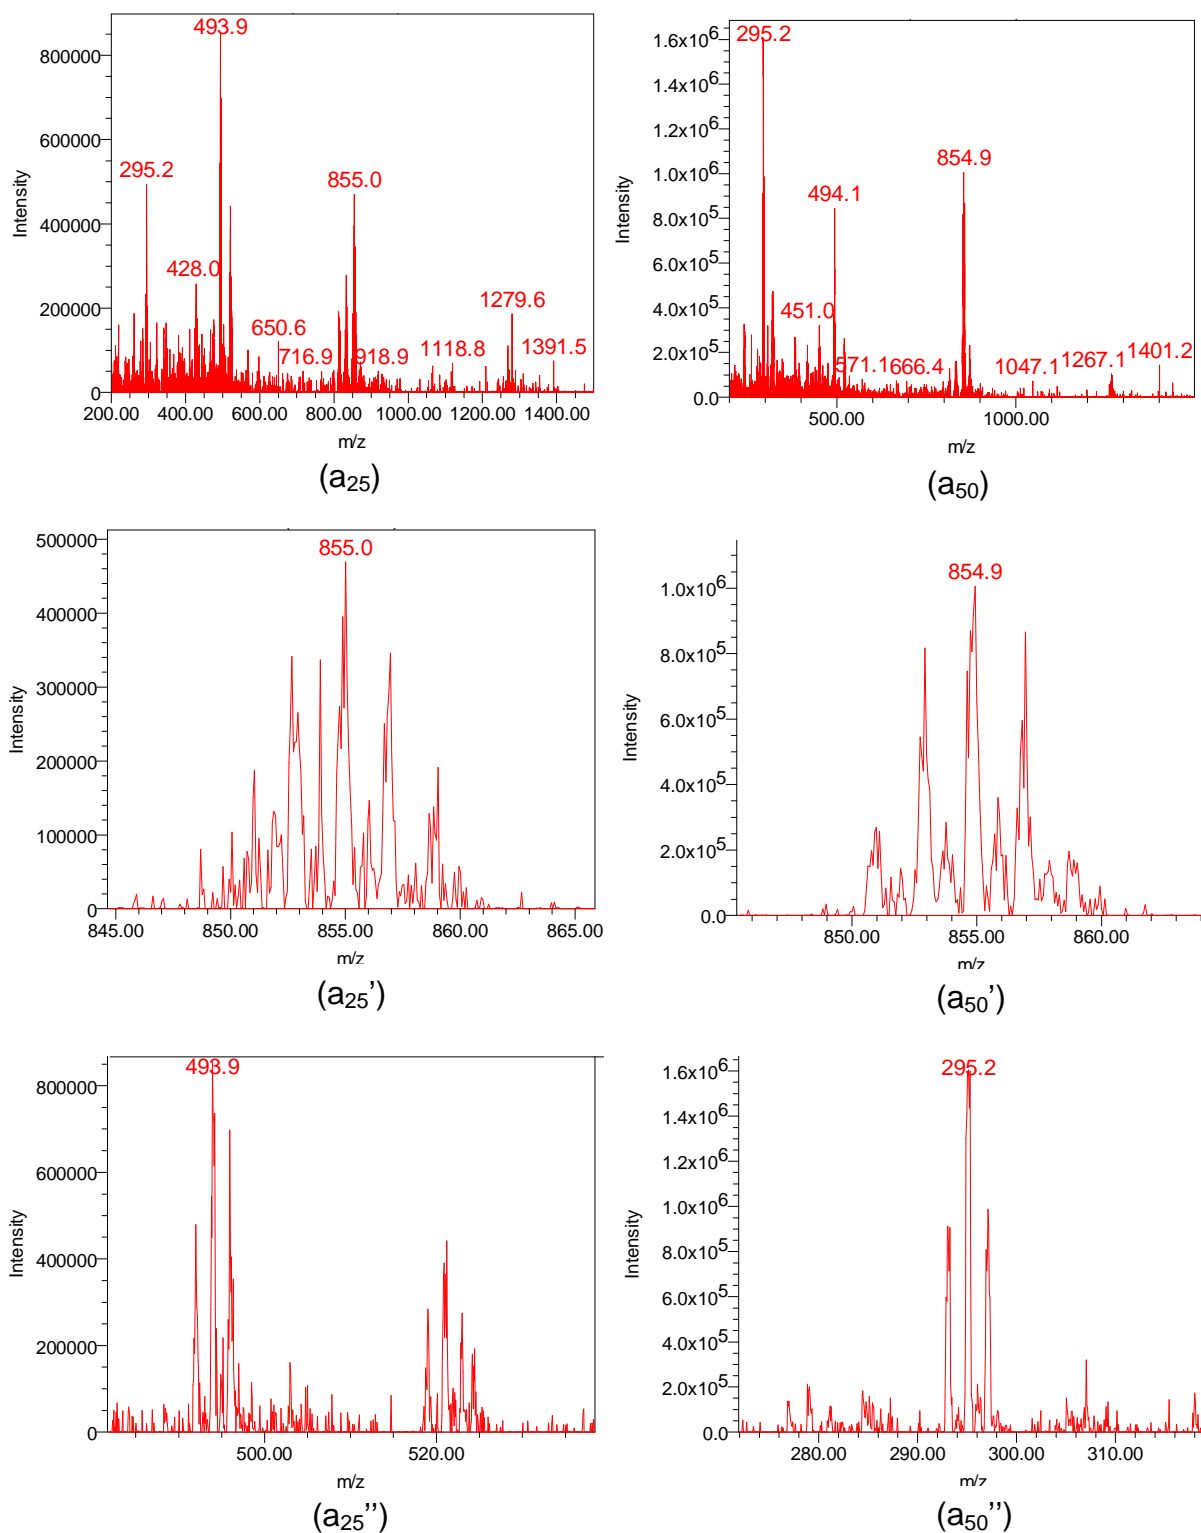 493.9
295.2
428.0
855.0
650.6
716.9
918.9
1118.8
1279.6
1391.5
800000
600000
400000
200000
0
Intensity
200.00 400.00 600.00 800.00 1000.00 1200.00 1400.00
m/z
(a25)
295.2
854.9
494.1
451.0
571.1
666.4
1047.1
1267.1
1401.2
1.6x10^6
1.4x10^6
1.2x10^6
1.0x10^6
8.0x10^5
6.0x10^5
4.0x10^5
2.0x10^5
0.0
Intensity
500.00 1000.00
m/z
(a50)
855.0
500000
400000
300000
200000
100000
0
Intensity
845.00 850.00 855.00 860.00 865.00
m/z
(a25')
854.9
1.0x10^6
8.0x10^5
6.0x10^5
4.0x10^5
2.0x10^5
0.0
Intensity
850.00 855.00 860.00
m/z
(a50')
493.9
800000
600000
400000
200000
0
Intensity
500.00 520.00
m/z
(a25'')
295.2
1.6x10^6
1.4x10^6
1.2x10^6
1.0x10^6
8.0x10^5
6.0x10^5
4.0x10^5
2.0x10^5
0.0
Intensity
280.00 290.00 300.00 310.00
m/z
(a50'')